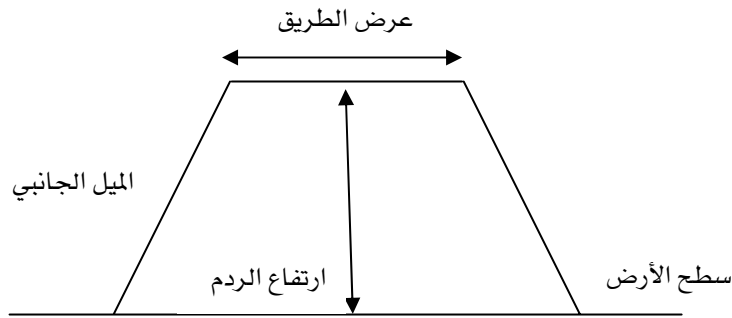 عرض الطريق
الميل الجانبي
ارتفاع الردم
سطح الأرض